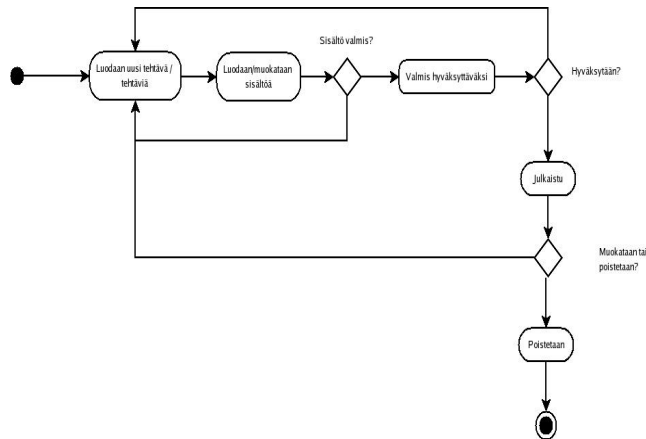 Sisältö valmis?
Luodaan uusi tehtävä /
tehtäviä
Luodaan/muokataan
sisältöä
Valmis hyväksyttäväksi
Hyväksytään?
Julkaistu
Muokataan tai
poistetaan?
Poistetaan